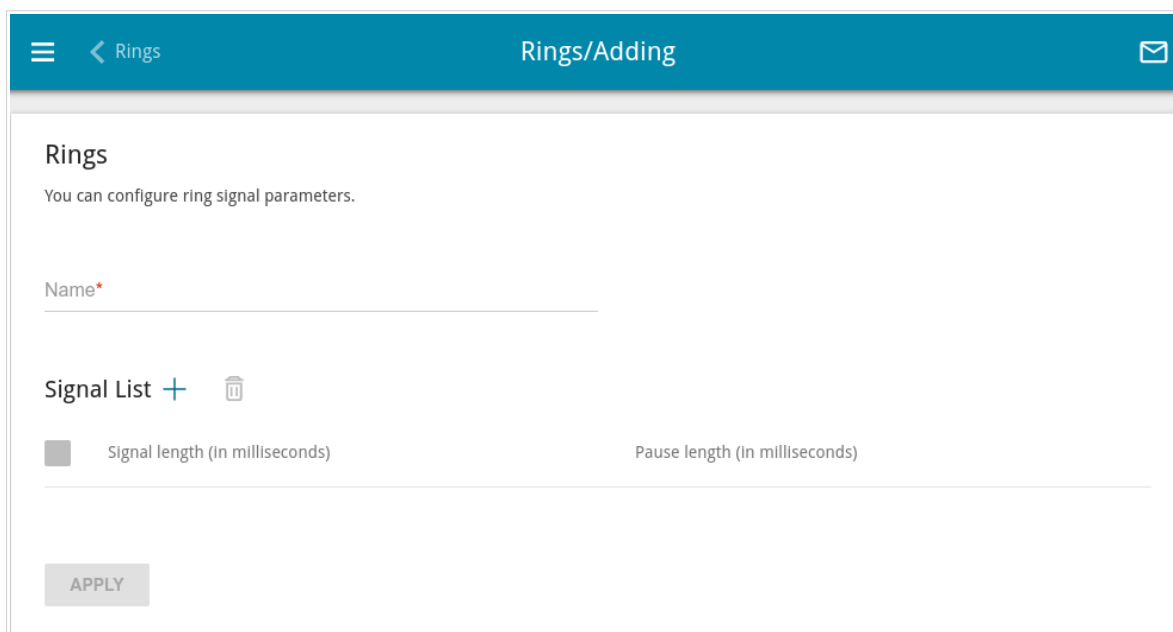 Rings
Rings/Adding
Rings
You can configure ring signal parameters.
Name*
Signal List
Signal length (in milliseconds) Pause length (in milliseconds)
APPLY